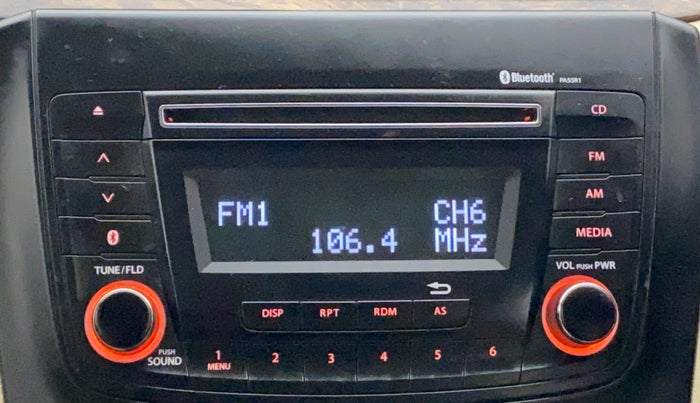 Bluetooth® PASSR1
CD
FM
AM
MEDIA
FM1 CH6
106.4 MHz
TUNE/FLD
VOL PUSH PWR
DISP RPT RDM AS
PUSH SOUND
1 2 3 4 5 6
MENU